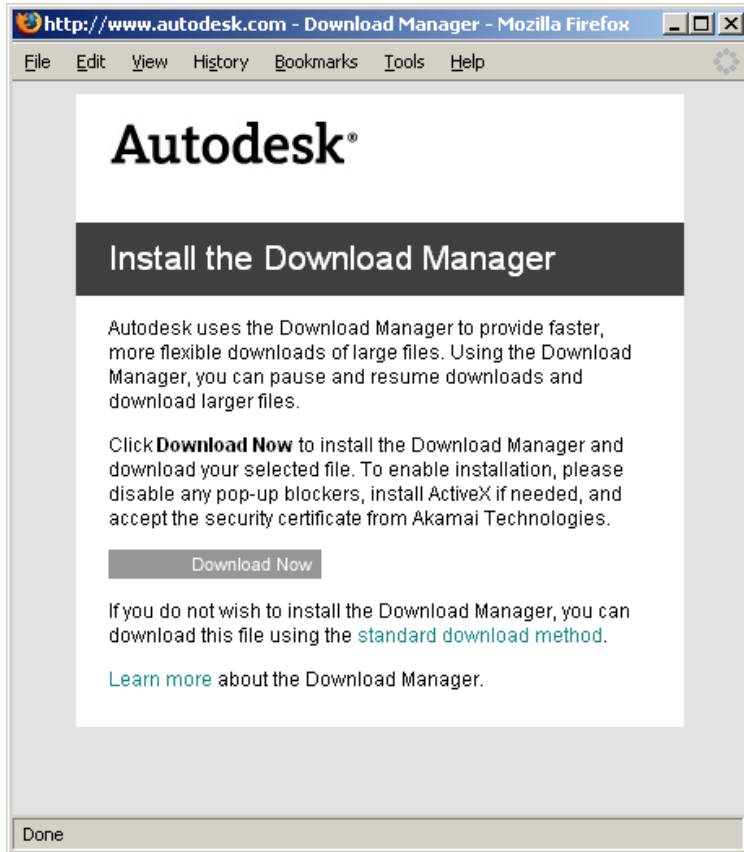 http://www.autodesk.com - Download Manager - Mozilla Firefox
File Edit View History Bookmarks Tools Help
Autodesk®
Install the Download Manager
Autodesk uses the Download Manager to provide faster,
more flexible downloads of large files. Using the Download
Manager, you can pause and resume downloads and
download larger files.
Click Download Now to install the Download Manager and
download your selected file. To enable installation, please
disable any pop-up blockers, install ActiveX if needed, and
accept the security certificate from Akamai Technologies.
Download Now
If you do not wish to install the Download Manager, you can
download this file using the standard download method.
Learn more about the Download Manager.
Done